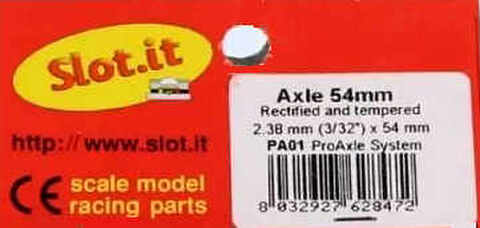 Slot.it
http://www.slot.it
CE scale model
racing parts
Axle 54mm
Rectified and tempered
2.38 mm (3/32") x 54 mm
PA01 ProAxle System
8 032927 628472